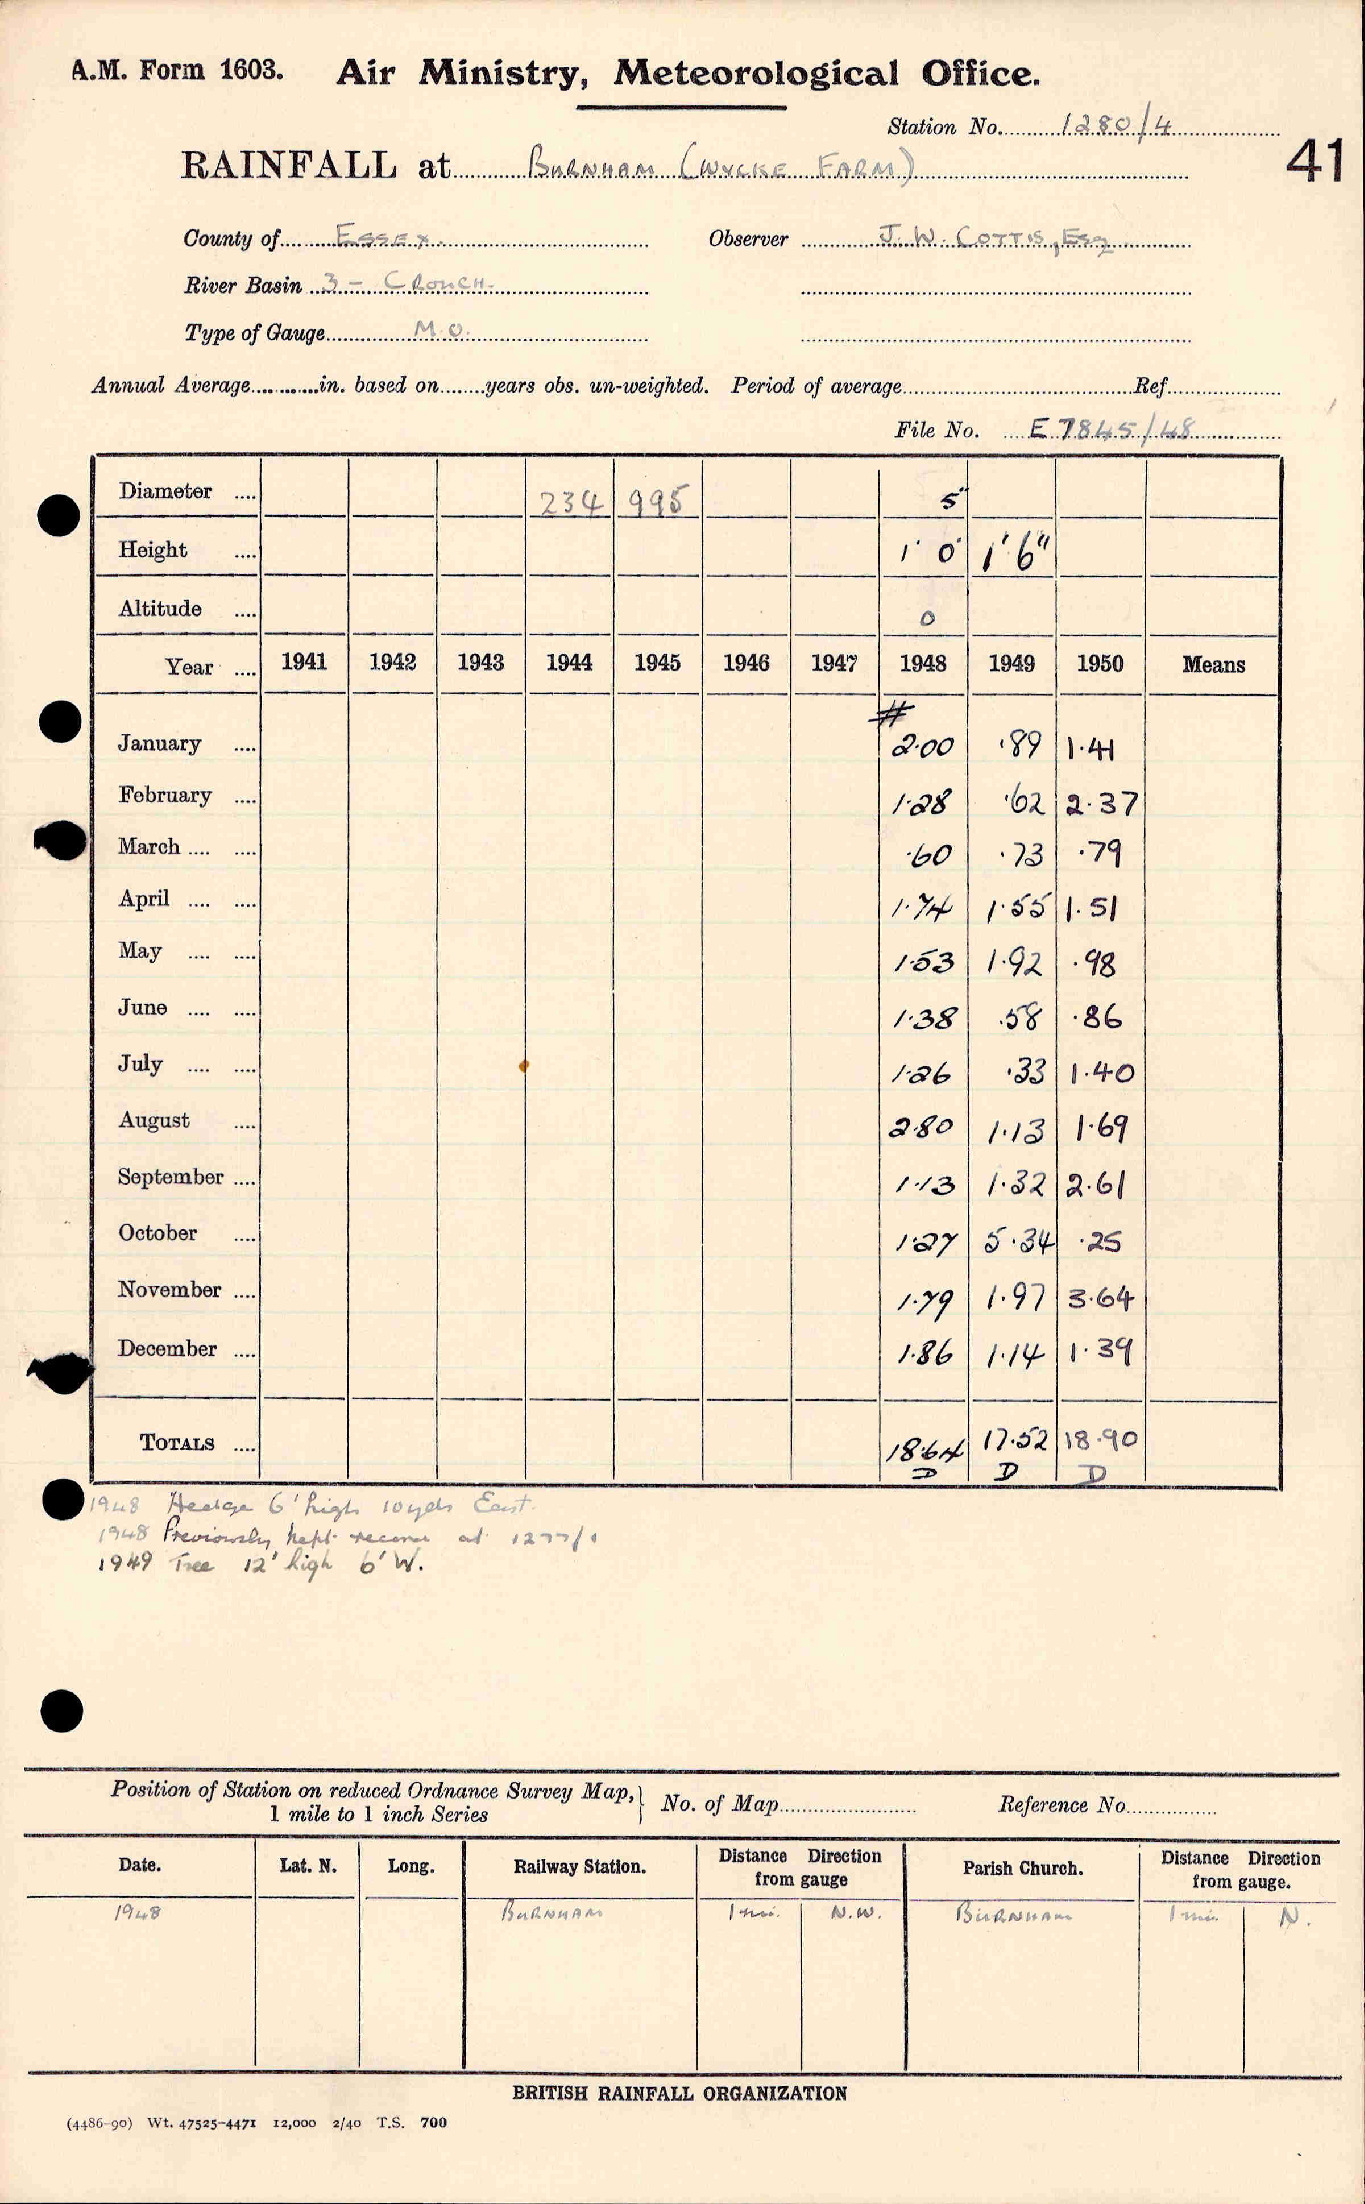 A.M. Form 1603. Air Ministry, Meteorological Office.
Station No. 1280/4
41
RAINFALL at BURNHAM (WYCKE FARM)
County of ESSEX. Observer J. W. COTTIS, Esq
River Basin 3 - CROUCH.
Type of Gauge M.O.
Annual Average in. based on years obs. un-weighted. Period of average Ref.
File No. E 7845/48
Diameter 234 995 5"
Height 1' 0" 1' 6"
Altitude 0
Year 1941 1942 1943 1944 1945 1946 1947 1948 1949 1950 Means
#
January 2.00 .89 1.41
February 1.28 .62 2.37
March .60 .73 .79
April 1.74 1.55 1.51
May 1.53 1.92 .98
June 1.38 .58 .86
July 1.26 .33 1.40
August 2.80 1.13 1.69
September 1.13 1.32 2.61
October 1.27 5.34 .25
November 1.79 1.97 3.64
December 1.86 1.14 1.39
TOTALS 18.64 17.52 18.90
D D D
1948 Hedge 6' high 10 yds East.
1948 Previously kept record at 1277/1
1949 Tree 12' high 6' W.
Position of Station on reduced Ordnance Survey Map, 1 mile to 1 inch Series } No. of Map Reference No.
Date. Lat. N. Long. Railway Station. Distance Direction from gauge Parish Church. Distance Direction from gauge.
1948 BURNHAM 1 mi. N.W. BURNHAM 1 mi. N.
BRITISH RAINFALL ORGANIZATION
(4486-90) Wt. 47525-4471 12,000 2/40 T.S. 700